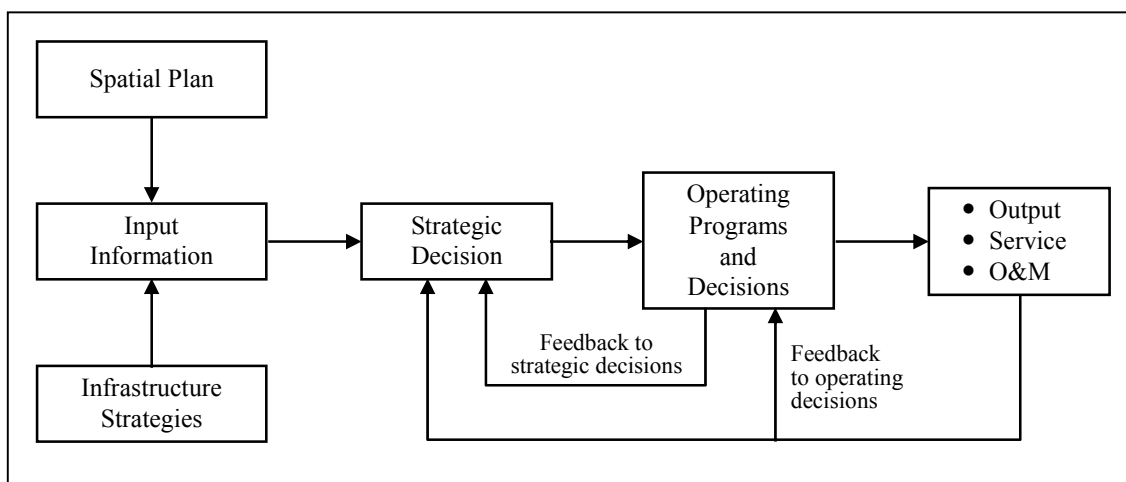 Spatial Plan
Input
Information
Infrastructure
Strategies
Strategic
Decision
Operating
Programs
and
Decisions
• Output
• Service
• O&M
Feedback to
strategic decisions
Feedback
to operating
decisions